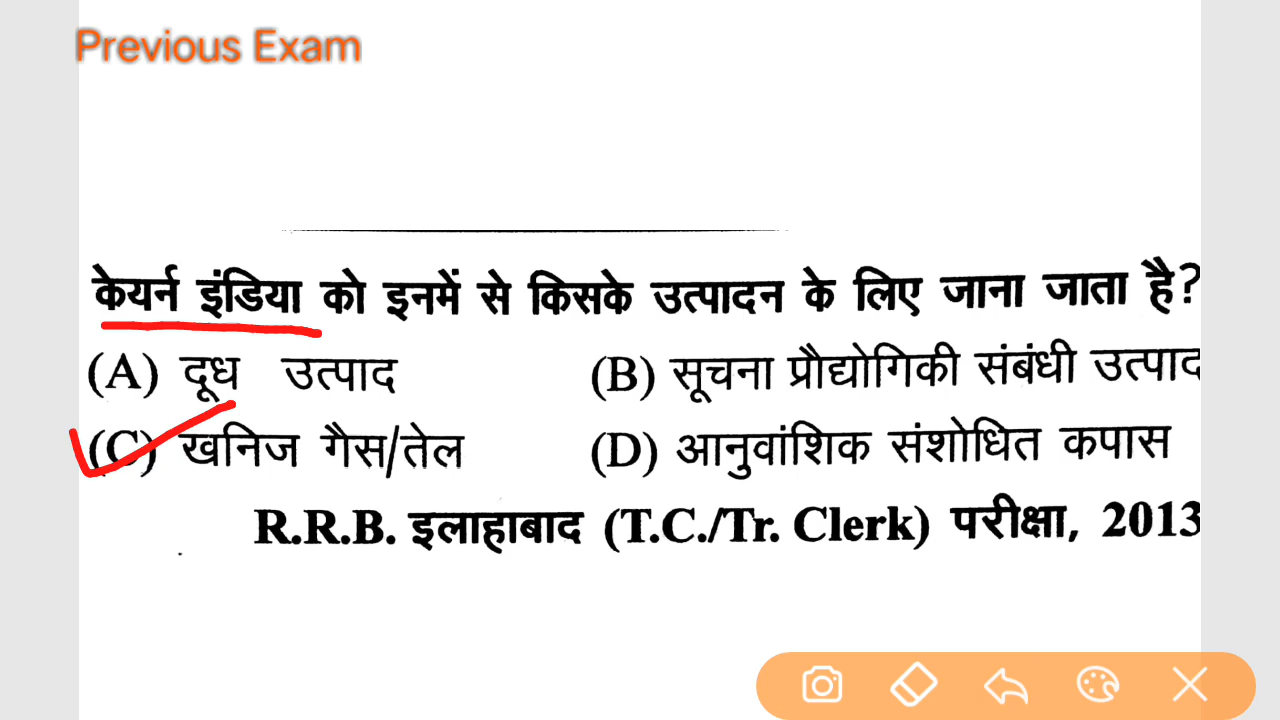 Previous Exam
केयर्न इंडिया को इनमें से किसके उत्पादन के लिए जाना जाता है?
(A) दूध उत्पाद (B) सूचना प्रौद्योगिकी संबंधी उत्पाद
(C) खनिज गैस/तेल (D) आनुवांशिक संशोधित कपास
R.R.B. इलाहाबाद (T.C./Tr. Clerk) परीक्षा, 2013